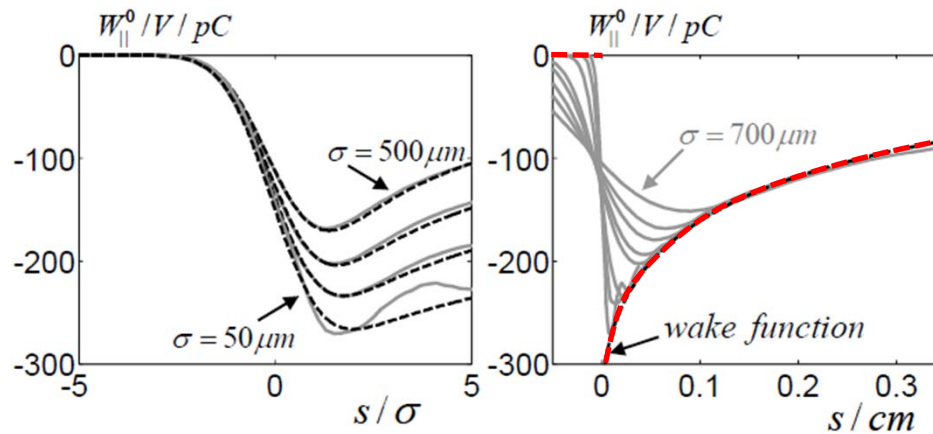 W∥⁰ / V / pC
0
-100
-200
-300
-5
0
5
σ = 500 μm
σ = 50 μm
s / σ
W∥⁰ / V / pC
0
-100
-200
-300
0
0.1
0.2
0.3
σ = 700 μm
wake function
s / cm